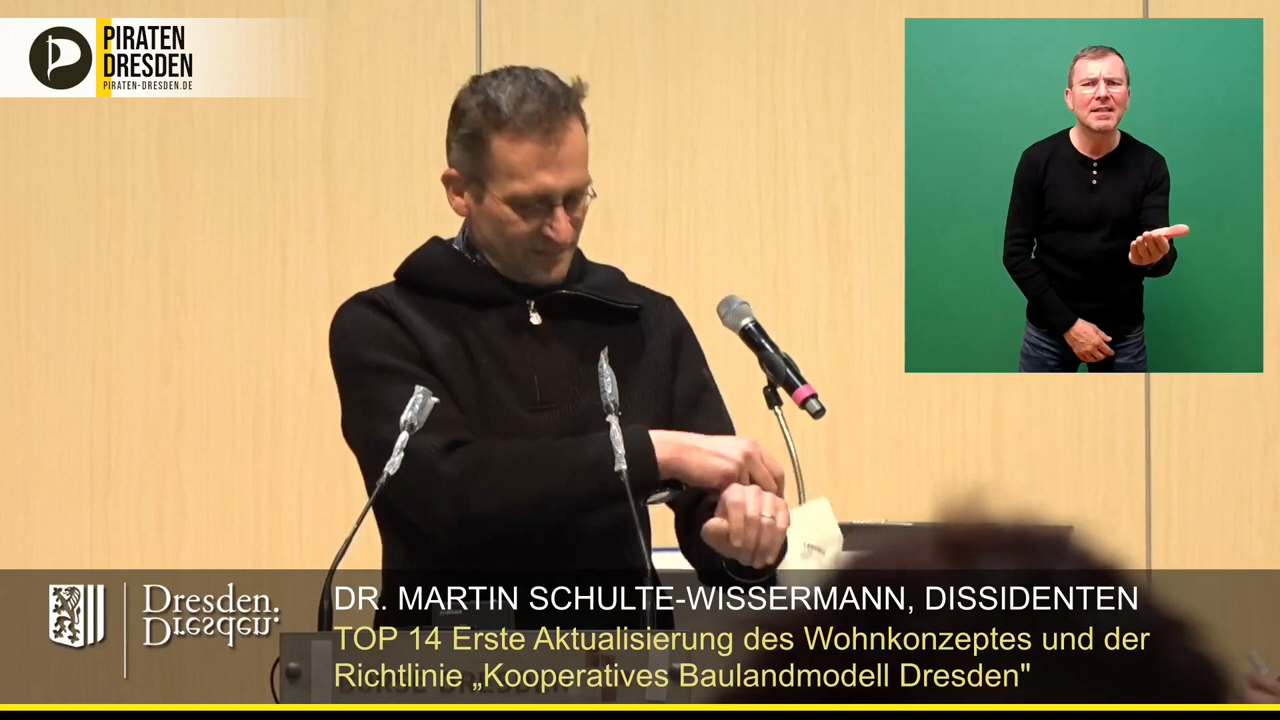 PIRATEN
DRESDEN
PIRATEN-DRESDEN.DE
Dresden.
Dresden.
DR. MARTIN SCHULTE-WISSERMANN, DISSIDENTEN
TOP 14 Erste Aktualisierung des Wohnkonzeptes und der
Richtlinie „Kooperatives Baulandmodell Dresden"